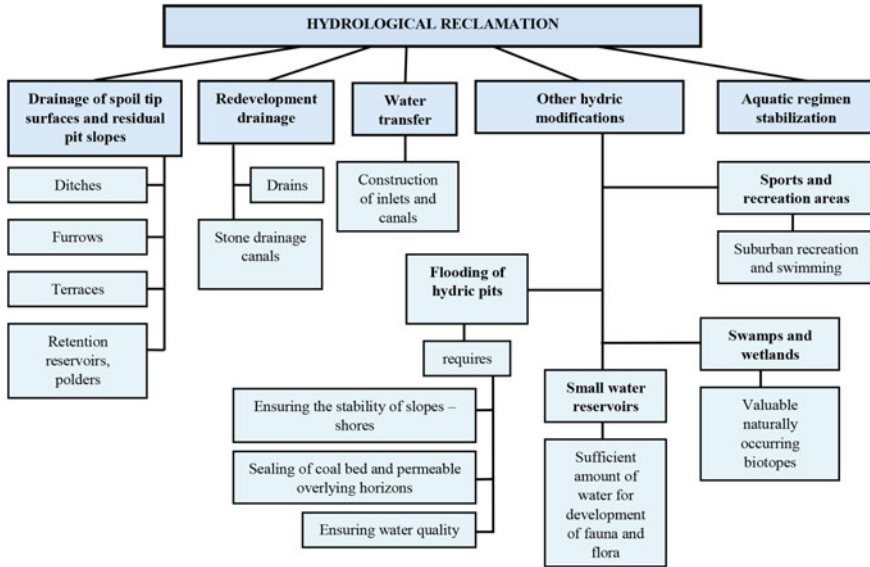 HYDROLOGICAL RECLAMATION
Drainage of spoil tip
surfaces and residual
pit slopes
Ditches
Furrows
Terraces
Retention
reservoirs,
polders
Redevelopment
drainage
Drains
Stone drainage
canals
Water
transfer
Construction
of inlets and
canals
Other hydric
modifications
Flooding of
hydric pits
requires
Ensuring the stability of slopes –
shores
Sealing of coal bed and permeable
overlying horizons
Ensuring water quality
Small water
reservoirs
Sufficient
amount of
water for
development
of fauna and
flora
Sports and
recreation areas
Suburban recreation
and swimming
Swamps and
wetlands
Valuable
naturally
occurring
biotopes
Aquatic regimen
stabilization